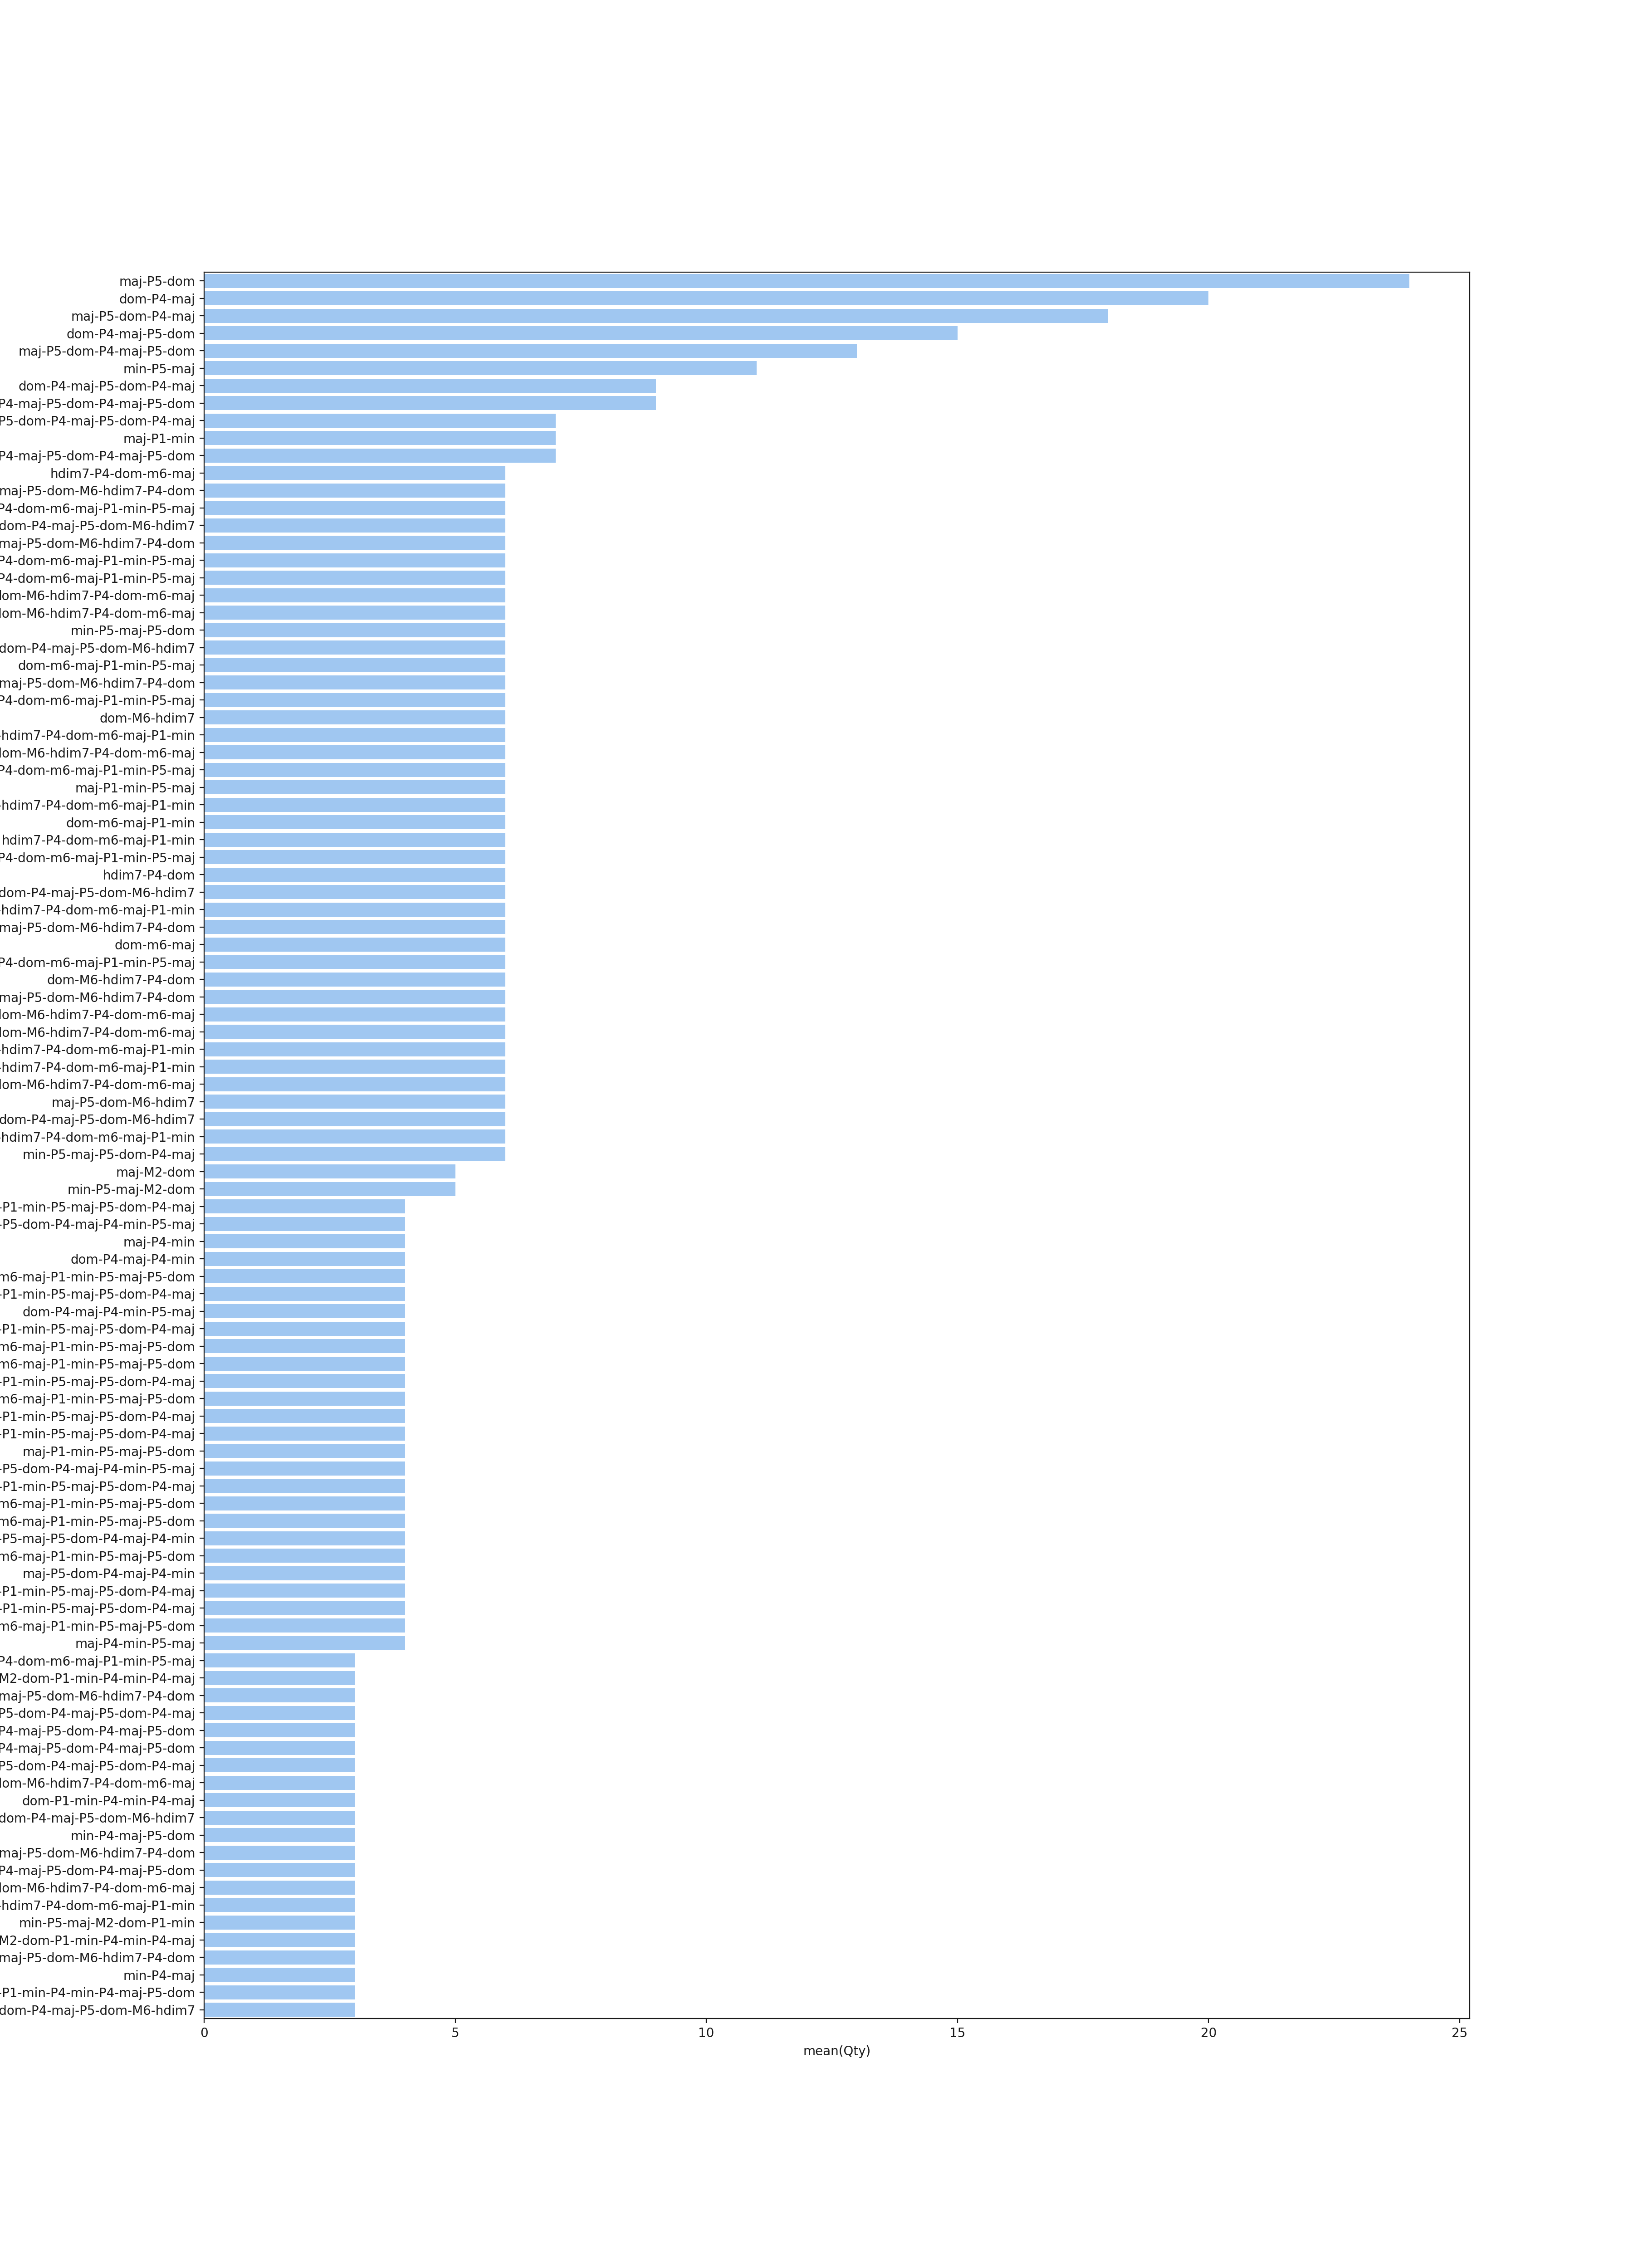 maj-P5-dom
dom-P4-maj
maj-P5-dom-P4-maj
dom-P4-maj-P5-dom
maj-P5-dom-P4-maj-P5-dom
min-P5-maj
dom-P4-maj-P5-dom-P4-maj
P4-maj-P5-dom-P4-maj-P5-dom
P5-dom-P4-maj-P5-dom-P4-maj
maj-P1-min
P4-maj-P5-dom-P4-maj-P5-dom
hdim7-P4-dom-m6-maj
maj-P5-dom-M6-hdim7-P4-dom
P4-dom-m6-maj-P1-min-P5-maj
dom-P4-maj-P5-dom-M6-hdim7
maj-P5-dom-M6-hdim7-P4-dom
P4-dom-m6-maj-P1-min-P5-maj
P4-dom-m6-maj-P1-min-P5-maj
dom-M6-hdim7-P4-dom-m6-maj
dom-M6-hdim7-P4-dom-m6-maj
min-P5-maj-P5-dom
dom-P4-maj-P5-dom-M6-hdim7
dom-m6-maj-P1-min-P5-maj
maj-P5-dom-M6-hdim7-P4-dom
P4-dom-m6-maj-P1-min-P5-maj
dom-M6-hdim7
-hdim7-P4-dom-m6-maj-P1-min
dom-M6-hdim7-P4-dom-m6-maj
P4-dom-m6-maj-P1-min-P5-maj
maj-P1-min-P5-maj
-hdim7-P4-dom-m6-maj-P1-min
dom-m6-maj-P1-min
hdim7-P4-dom-m6-maj-P1-min
P4-dom-m6-maj-P1-min-P5-maj
hdim7-P4-dom
dom-P4-maj-P5-dom-M6-hdim7
-hdim7-P4-dom-m6-maj-P1-min
maj-P5-dom-M6-hdim7-P4-dom
dom-m6-maj
P4-dom-m6-maj-P1-min-P5-maj
dom-M6-hdim7-P4-dom
maj-P5-dom-M6-hdim7-P4-dom
dom-M6-hdim7-P4-dom-m6-maj
dom-M6-hdim7-P4-dom-m6-maj
-hdim7-P4-dom-m6-maj-P1-min
-hdim7-P4-dom-m6-maj-P1-min
dom-M6-hdim7-P4-dom-m6-maj
maj-P5-dom-M6-hdim7
dom-P4-maj-P5-dom-M6-hdim7
-hdim7-P4-dom-m6-maj-P1-min
min-P5-maj-P5-dom-P4-maj
maj-M2-dom
min-P5-maj-M2-dom
-P1-min-P5-maj-P5-dom-P4-maj
-P5-dom-P4-maj-P4-min-P5-maj
maj-P4-min
dom-P4-maj-P4-min
m6-maj-P1-min-P5-maj-P5-dom
-P1-min-P5-maj-P5-dom-P4-maj
dom-P4-maj-P4-min-P5-maj
-P1-min-P5-maj-P5-dom-P4-maj
m6-maj-P1-min-P5-maj-P5-dom
m6-maj-P1-min-P5-maj-P5-dom
-P1-min-P5-maj-P5-dom-P4-maj
m6-maj-P1-min-P5-maj-P5-dom
-P1-min-P5-maj-P5-dom-P4-maj
-P1-min-P5-maj-P5-dom-P4-maj
maj-P1-min-P5-maj-P5-dom
-P5-dom-P4-maj-P4-min-P5-maj
-P1-min-P5-maj-P5-dom-P4-maj
m6-maj-P1-min-P5-maj-P5-dom
m6-maj-P1-min-P5-maj-P5-dom
-P5-maj-P5-dom-P4-maj-P4-min
m6-maj-P1-min-P5-maj-P5-dom
maj-P5-dom-P4-maj-P4-min
-P1-min-P5-maj-P5-dom-P4-maj
-P1-min-P5-maj-P5-dom-P4-maj
m6-maj-P1-min-P5-maj-P5-dom
maj-P4-min-P5-maj
P4-dom-m6-maj-P1-min-P5-maj
M2-dom-P1-min-P4-min-P4-maj
maj-P5-dom-M6-hdim7-P4-dom
P5-dom-P4-maj-P5-dom-P4-maj
P4-maj-P5-dom-P4-maj-P5-dom
P4-maj-P5-dom-P4-maj-P5-dom
P5-dom-P4-maj-P5-dom-P4-maj
dom-M6-hdim7-P4-dom-m6-maj
dom-P1-min-P4-min-P4-maj
dom-P4-maj-P5-dom-M6-hdim7
min-P4-maj-P5-dom
maj-P5-dom-M6-hdim7-P4-dom
P4-maj-P5-dom-P4-maj-P5-dom
dom-M6-hdim7-P4-dom-m6-maj
-hdim7-P4-dom-m6-maj-P1-min
min-P5-maj-M2-dom-P1-min
M2-dom-P1-min-P4-min-P4-maj
maj-P5-dom-M6-hdim7-P4-dom
min-P4-maj
-P1-min-P4-min-P4-maj-P5-dom
dom-P4-maj-P5-dom-M6-hdim7
0 5 10 15 20 25
mean(Qty)